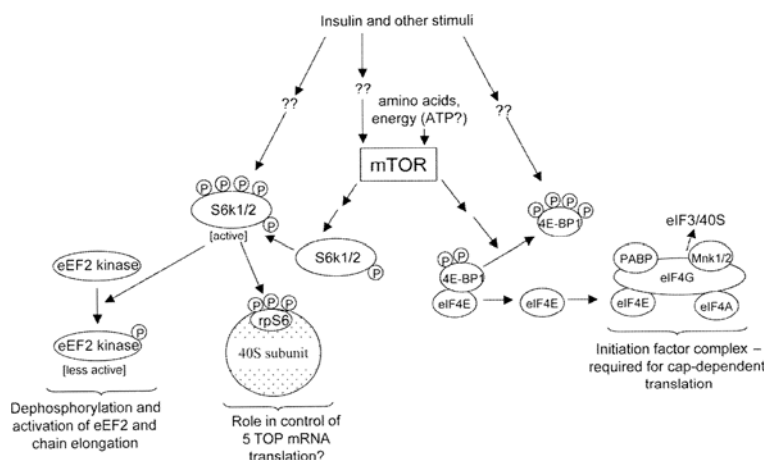 Insulin and other stimuli
??
??
??
amino acids,
energy (ATP?)
mTOR
P P P P
S6k1/2
P
[active]
S6k1/2
P
P P P P
4E-BP1
P P
4E-BP1
eIF4E
eIF4E
eIF3/40S
PABP
Mnk1/2
eIF4G
eIF4E
eIF4A
eEF2 kinase
eEF2 kinase
P
[less active]
P P P
rpS6
40S subunit
Initiation factor complex –
required for cap-dependent
translation
Dephosphorylation and
activation of eEF2 and
chain elongation
Role in control of
5 TOP mRNA
translation?